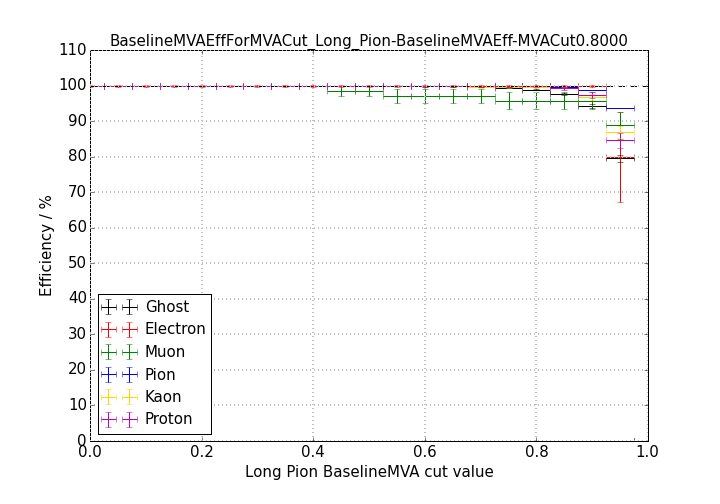 BaselineMVAEffForMVACut_Long_Pion-BaselineMVAEff-MVACut0.8000
110
100
90
80
70
60
50
40
30
20
10
0
Efficiency / %
Ghost
Electron
Muon
Pion
Kaon
Proton
0.0 0.2 0.4 0.6 0.8 1.0
Long Pion BaselineMVA cut value